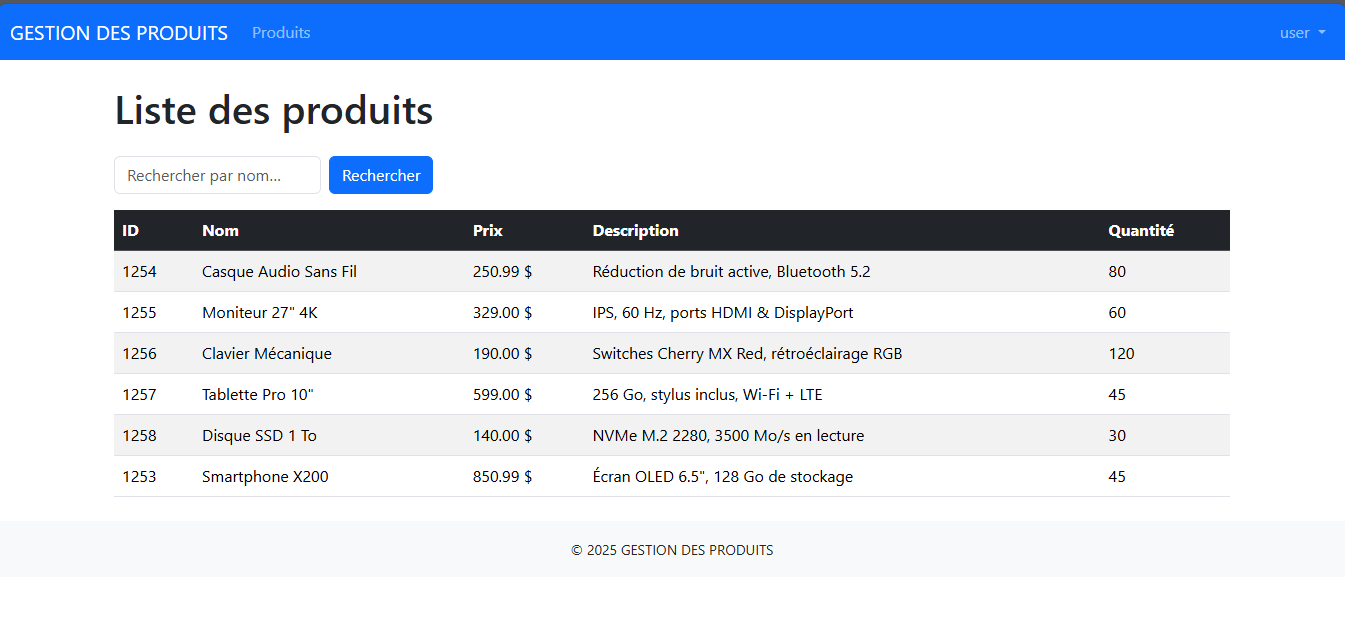 GESTION DES PRODUITS Produits user
Liste des produits
Rechercher par nom... Rechercher
ID Nom Prix Description Quantité
1254 Casque Audio Sans Fil 250.99 $ Réduction de bruit active, Bluetooth 5.2 80
1255 Moniteur 27" 4K 329.00 $ IPS, 60 Hz, ports HDMI & DisplayPort 60
1256 Clavier Mécanique 190.00 $ Switches Cherry MX Red, rétroéclairage RGB 120
1257 Tablette Pro 10" 599.00 $ 256 Go, stylus inclus, Wi-Fi + LTE 45
1258 Disque SSD 1 To 140.00 $ NVMe M.2 2280, 3500 Mo/s en lecture 30
1253 Smartphone X200 850.99 $ Écran OLED 6.5", 128 Go de stockage 45
© 2025 GESTION DES PRODUITS